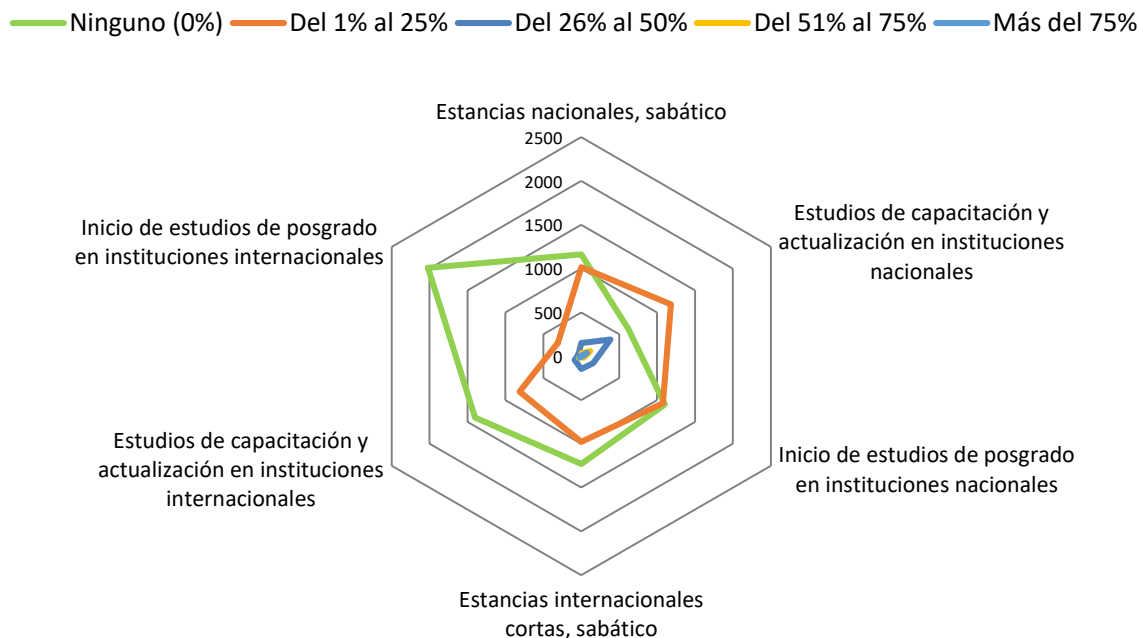 Ninguno (0%) Del 1% al 25% Del 26% al 50% Del 51% al 75% Más del 75%
Estancias nacionales, sabático
2500
2000
1500
1000
500
0
Estudios de capacitación y
actualización en instituciones
nacionales
Inicio de estudios de posgrado
en instituciones nacionales
Estancias internacionales
cortas, sabático
Estudios de capacitación y
actualización en instituciones
internacionales
Inicio de estudios de posgrado
en instituciones internacionales